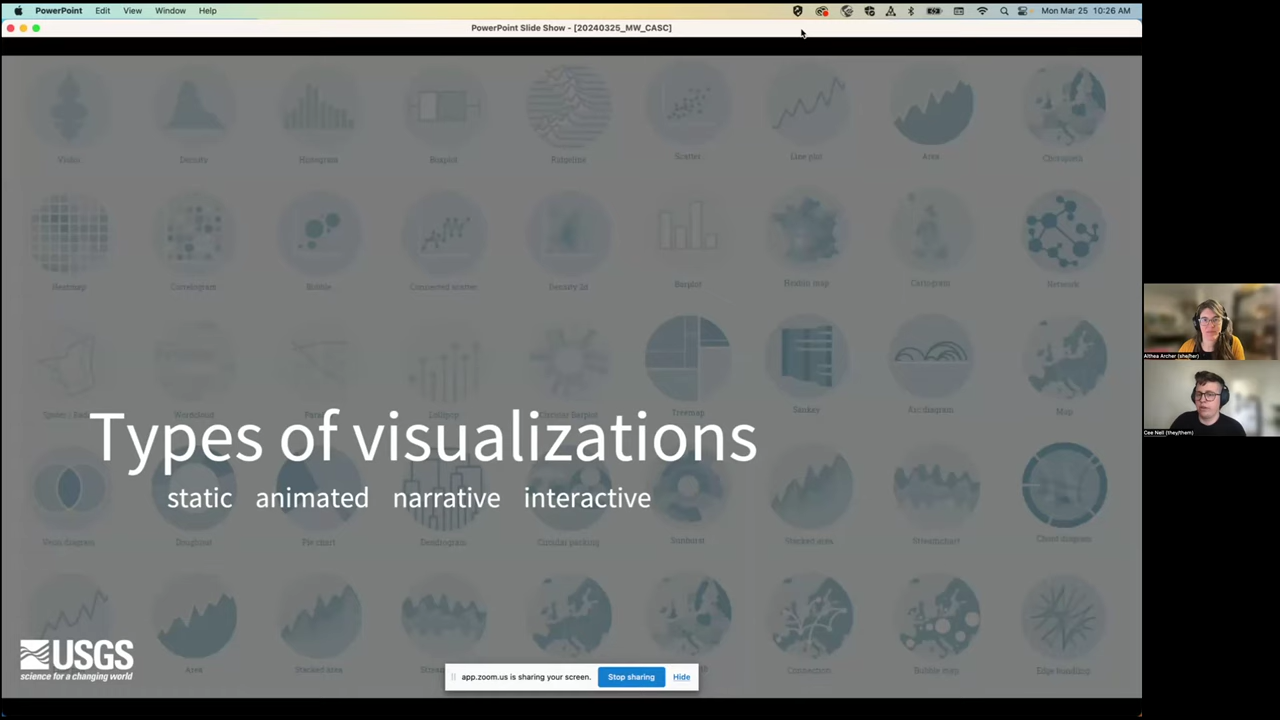 PowerPoint Edit View Window Help Mon Mar 25 10:26 AM
PowerPoint Slide Show - [20240325_MW_CASC]
Violin Density Histogram Boxplot Ridgeline Scatter Line plot Area Choropleth
Heatmap Correlogram Bubble Connected scatter Density 2d Barplot Hexbin map Cartogram Network
Lollipop Circular Barplot Treemap Sankey Arc diagram Map
Types of visualizations
static animated narrative interactive
Venn diagram Doughnut Pie chart Dendrogram Circular packing Sunburst Stacked area Streamchart Chord diagram
Area Stacked area Connection Bubble map Edge bundling
USGS
science for a changing world
app.zoom.us is sharing your screen. Stop sharing Hide
Althea Archer (she/her)
Cee Nell (they/them)